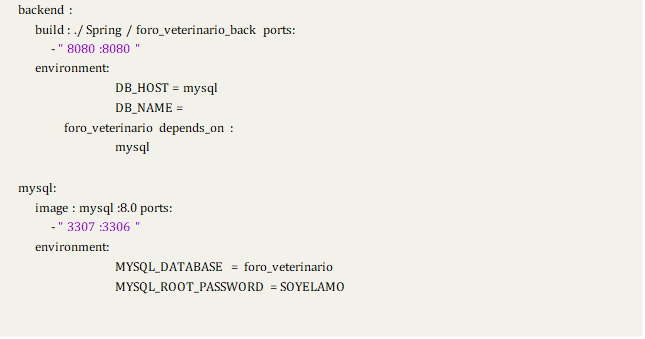 backend :
build : ./ Spring / foro_veterinario_back ports:
- " 8080 :8080 "
environment:
DB_HOST = mysql
DB_NAME =
foro_veterinario depends_on :
mysql
mysql:
image : mysql :8.0 ports:
- " 3307 :3306 "
environment:
MYSQL_DATABASE = foro_veterinario
MYSQL_ROOT_PASSWORD = SOYELAMO